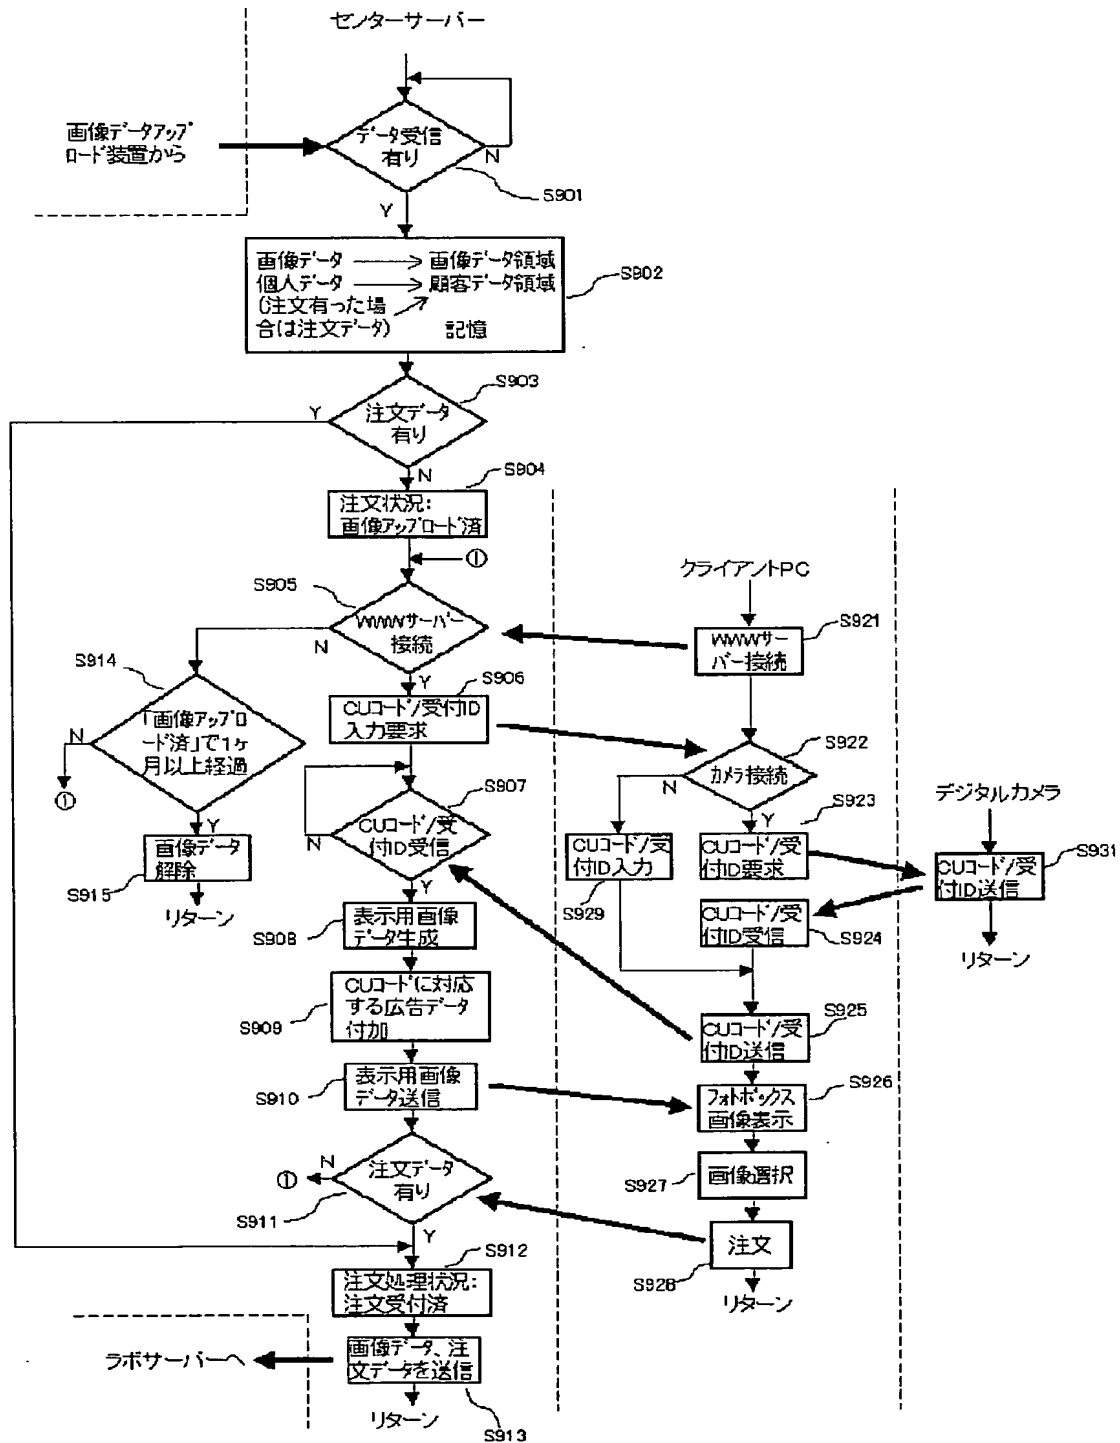 センターサーバー
画像データアップ
ロード装置から
データ受信
有り
N
S901
Y
画像データ → 画像データ領域
個人データ → 顧客データ領域
(注文有った場
合は注文データ) 記憶
S902
S903
Y
注文データ
有り
N
S904
注文状況:
画像アップロード済
①
S905
WWWサーバー
接続
N
Y
S914
「画像アップロ
ード済」で1ヶ
月以上経過
N
①
Y
画像データ
解除
S915
リターン
S906
CUコード/受付ID
入力要求
S907
CUコード/受
付ID受信
N
Y
S908
表示用画像
データ生成
CUコードに対応
する広告データ
付加
S909
表示用画像
データ送信
S910
注文データ
有り
N
①
S911
Y
S912
注文処理状況:
注文受付済
画像データ、注
文データを送信
S913
ラボサーバーへ
リターン
クライアントPC
S921
WWWサー
バー接続
S922
カメラ接続
N
Y
S923
CUコード/受
付ID入力
S929
CUコード/受
付ID要求
CUコード/受
付ID受信
S924
S925
CUコード/受
付ID送信
S926
フォトボックス
画像表示
S927
画像選択
注文
S928
リターン
デジタルカメラ
S931
CUコード/受
付ID送信
リターン